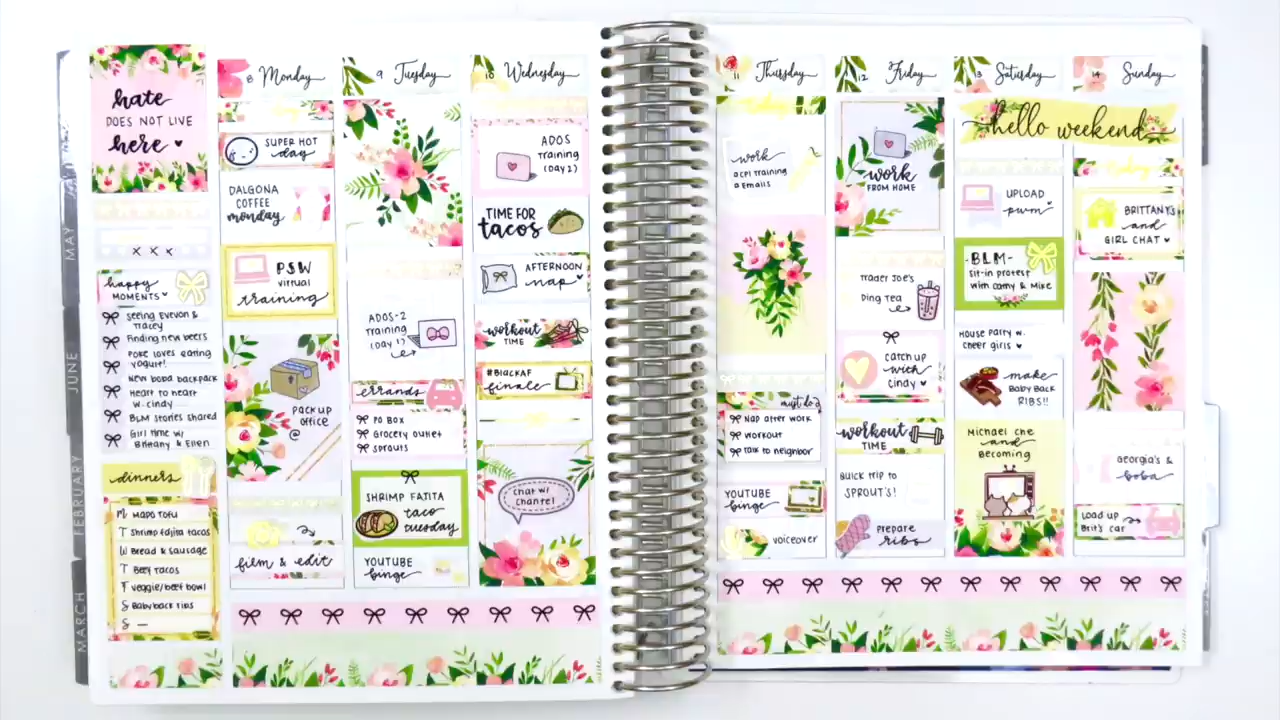 hate
DOES NOT LIVE
here
x x x
happy
MOMENTS
Seeing Evevon &
Tracey
Finding new beers
Poke loves eating
yogurt!
New boba backpack
Heart to heart
w. cindy
BLM stories shared
Girl time w/
Brittany & Ellen
dinners
M Mapo Tofu
T Shrimp fajita tacos
W Bread & sausage
T Beef tacos
F veggie/beef bowl
S Baby back ribs
S —
MAY
JUNE
FEBRUARY
MARCH
8 Monday
SUPER HOT
day
DALGONA
COFFEE
monday
PSW
virtual
training
pack up
office
@
film & edit
9 Tuesday
ADOS-2
Training
(day 1)
errands
PO BOX
Grocery outlet
Sprouts
SHRIMP FAJITA
taco
tuesday
YOUTUBE
binge
10 Wednesday
ADOS
Training
(Day 2)
TIME FOR
tacos
AFTERNOON
nap
workout
TIME
#BlackAF
finale
chat w/
chantel
11 Thursday
work
CPI Training
Emails
must do's
Nap after work
Workout
Talk to neighbor
YOUTUBE
binge
voiceover
12 Friday
work
FROM HOME
Trader Joe's
Ding Tea
catch up
with
cindy
workout
TIME
Quick trip to
SPROUT'S!
prepare
ribs
13 Saturday
hello weekend
UPLOAD
pwm
-BLM-
Sit-in protest
with Camy & Mike
House Party w.
cheer girls
make
BABY BACK
RIBS!!
Michael Che
and
Becoming
14 Sunday
BRITTANY'S
and
GIRL CHAT
Georgia's &
boba
Load up
Brit's car